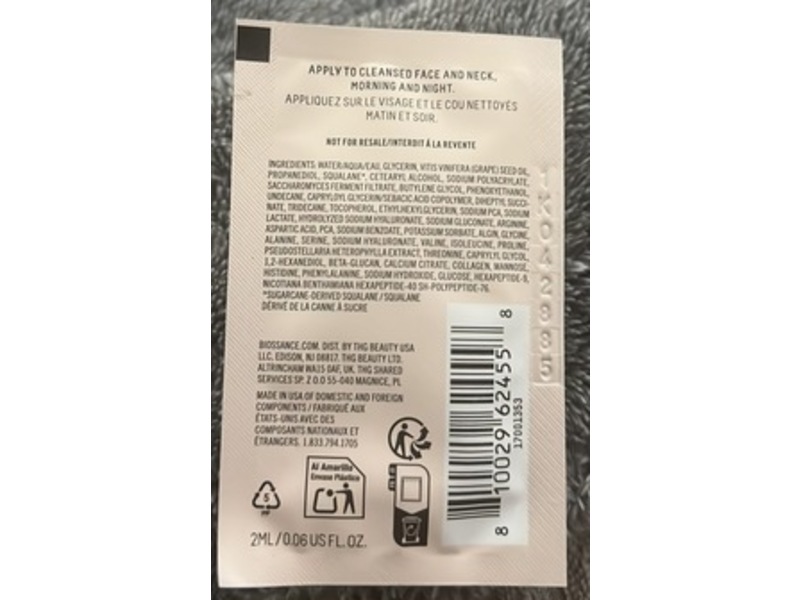 APPLY TO CLEANSED FACE AND NECK,
MORNING AND NIGHT.
APPLIQUEZ SUR LE VISAGE ET LE COU NETTOYÉS
MATIN ET SOIR.
NOT FOR RESALE/INTERDIT À LA REVENTE
INGREDIENTS: WATER/AQUA/EAU, GLYCERIN, VITIS VINIFERA (GRAPE) SEED OIL,
PROPANEDIOL, SQUALANE*, CETEARYL ALCOHOL, SODIUM POLYACRYLATE,
SACCHAROMYCES FERMENT FILTRATE, BUTYLENE GLYCOL, PHENOXYETHANOL,
UNDECANE, CAPRYLOYL GLYCERIN/SEBACIC ACID COPOLYMER, DIHEPTYL SUCCI-
NATE, TRIDECANE, TOCOPHEROL, ETHYLHEXYLGLYCERIN, SODIUM PCA, SODIUM
LACTATE, HYDROLYZED SODIUM HYALURONATE, SODIUM GLUCONATE, ARGININE,
ASPARTIC ACID, PCA, SODIUM BENZOATE, POTASSIUM SORBATE, ALGIN, GLYCINE,
ALANINE, SERINE, SODIUM HYALURONATE, VALINE, ISOLEUCINE, PROLINE,
PSEUDOSTELLARIA HETEROPHYLLA EXTRACT, THREONINE, CAPRYLYL GLYCOL,
1,2-HEXANEDIOL, BETA-GLUCAN, CALCIUM CITRATE, COLLAGEN, MANNOSE,
HISTIDINE, PHENYLALANINE, SODIUM HYDROXIDE, GLUCOSE, HEXAPEPTIDE-9,
NICOTIANA BENTHAMIANA HEXAPEPTIDE-40 SH-POLYPEPTIDE-76.
*SUGARCANE-DERIVED SQUALANE / SQUALANE
DÉRIVÉ DE LA CANNE À SUCRE
BIOSSANCE.COM. DIST. BY THG BEAUTY USA
LLC. EDISON, NJ 08817. THG BEAUTY LTD.
ALTRINCHAM WA15 0AF, UK. THG SHARED
SERVICES SP. Z O.O 55-040 MAGNICE, PL
MADE IN USA OF DOMESTIC AND FOREIGN
COMPONENTS / FABRIQUÉ AUX
ÉTATS-UNIS AVEC DES
COMPOSANTS NATIONAUX ET
ÉTRANGERS. 1.833.794.1705
Al Amarillo
Envase Plástico
5
2ML / 0.06 US FL. OZ.
8 10029 62455 8
17001353